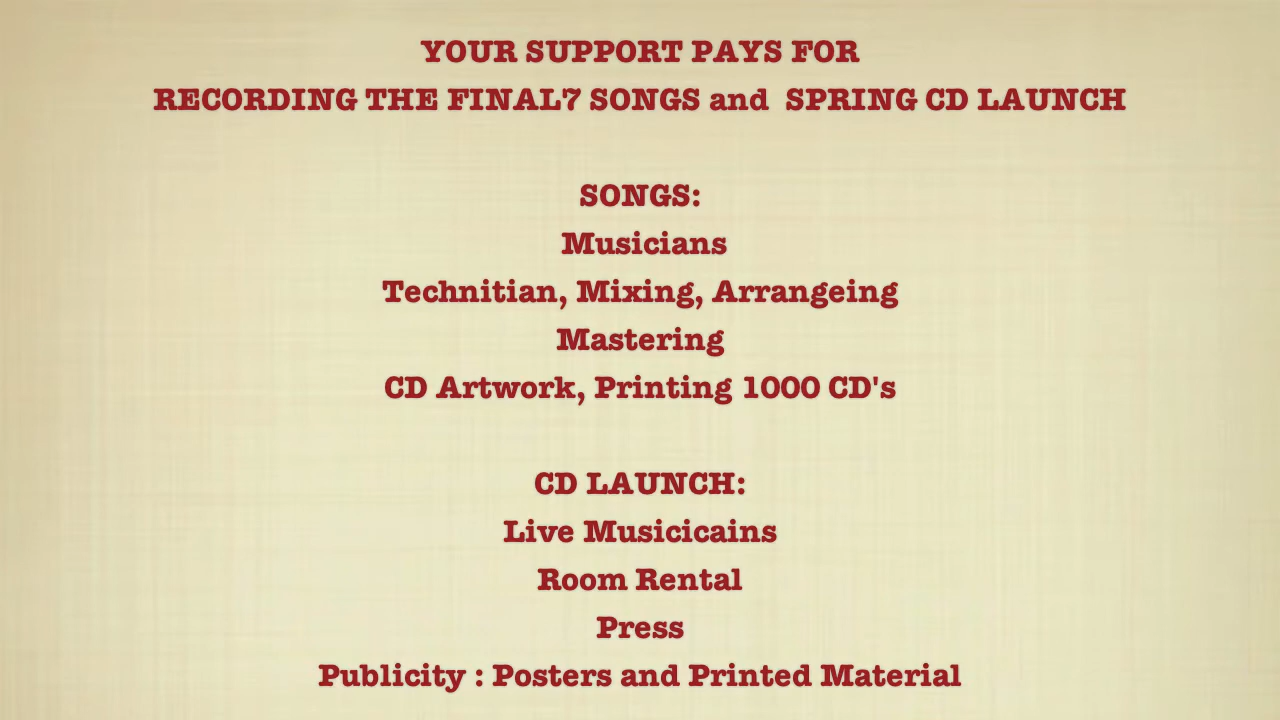 YOUR SUPPORT PAYS FOR
RECORDING THE FINAL7 SONGS and SPRING CD LAUNCH
SONGS:
Musicians
Technitian, Mixing, Arrangeing
Mastering
CD Artwork, Printing 1000 CD's
CD LAUNCH:
Live Musicicains
Room Rental
Press
Publicity : Posters and Printed Material